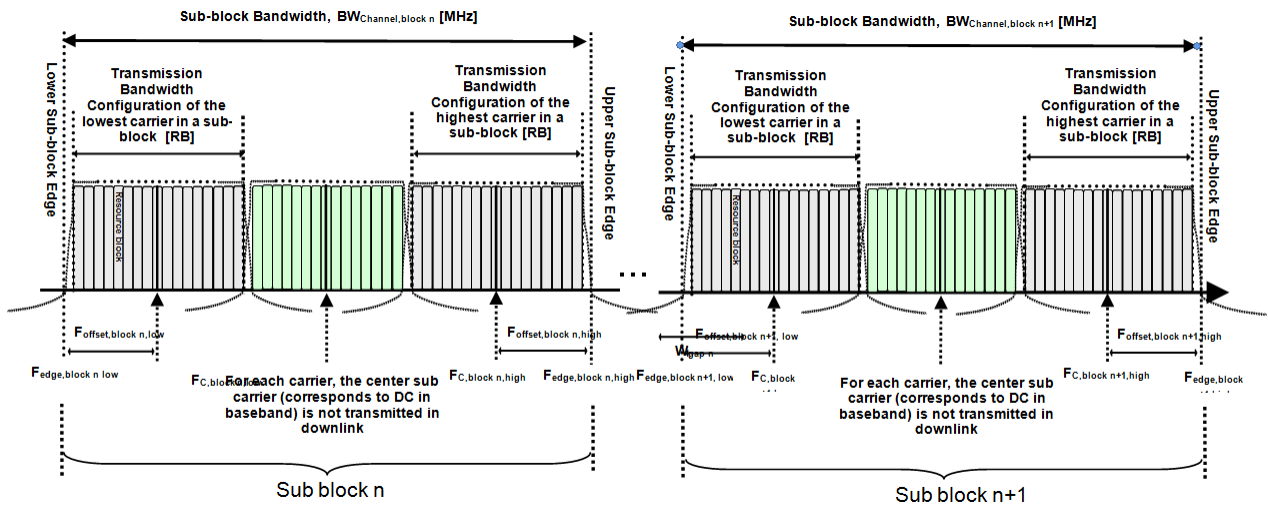 Sub-block Bandwidth, BWChannel,block n [MHz]
Lower Sub-block Edge
Transmission
Bandwidth
Configuration of the
lowest carrier in a sub-
block [RB]
Transmission
Bandwidth
Configuration of the
highest carrier in a
sub-block [RB]
Upper Sub-block Edge
Resource block
...
Foffset,block n,low
Foffset,block n,high
Fedge,block n low
FC,block n,low
FC,block n,high
Fedge,block n,high
For each carrier, the center sub
carrier (corresponds to DC in
baseband) is not transmitted in
downlink
Sub block n
Sub-block Bandwidth, BWChannel,block n+1 [MHz]
Lower Sub-block Edge
Transmission
Bandwidth
Configuration of the
lowest carrier in a
sub-block [RB]
Transmission
Bandwidth
Configuration of the
highest carrier in a
sub-block [RB]
Upper Sub-block Edge
Resource block
Foffset,block n+1, low
Foffset,block n+1,high
Wgap n
Fedge,block n+1, low
FC,block
FC,block n+1,high
Fedge,block
For each carrier, the center sub
carrier (corresponds to DC in
baseband) is not transmitted in
downlink
Sub block n+1